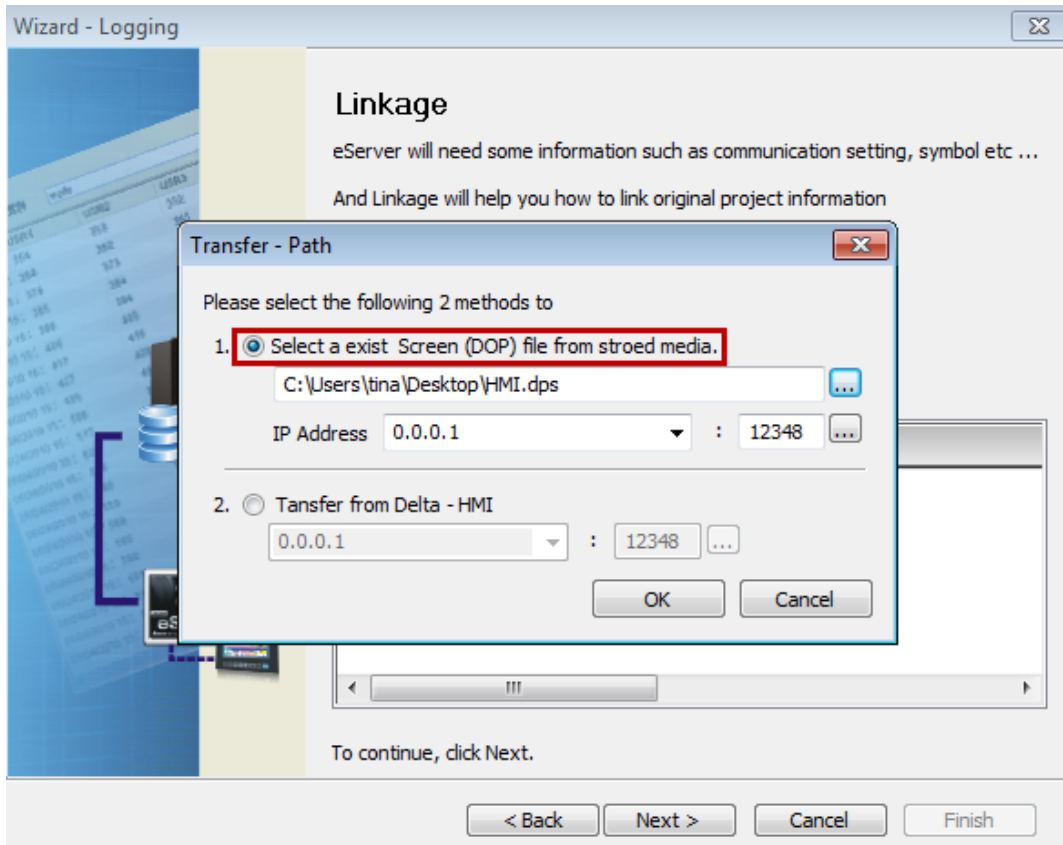 Wizard - Logging
Linkage
eServer will need some information such as communication setting, symbol etc ...
And Linkage will help you how to link original project information
Transfer - Path
Please select the following 2 methods to
1. Select a exist Screen (DOP) file from stroed media.
C:\Users\tina\Desktop\HMI.dps
...
IP Address 0.0.0.1 : 12348 ...
2. Tansfer from Delta - HMI
0.0.0.1 : 12348 ...
OK Cancel
To continue, click Next.
< Back Next > Cancel Finish